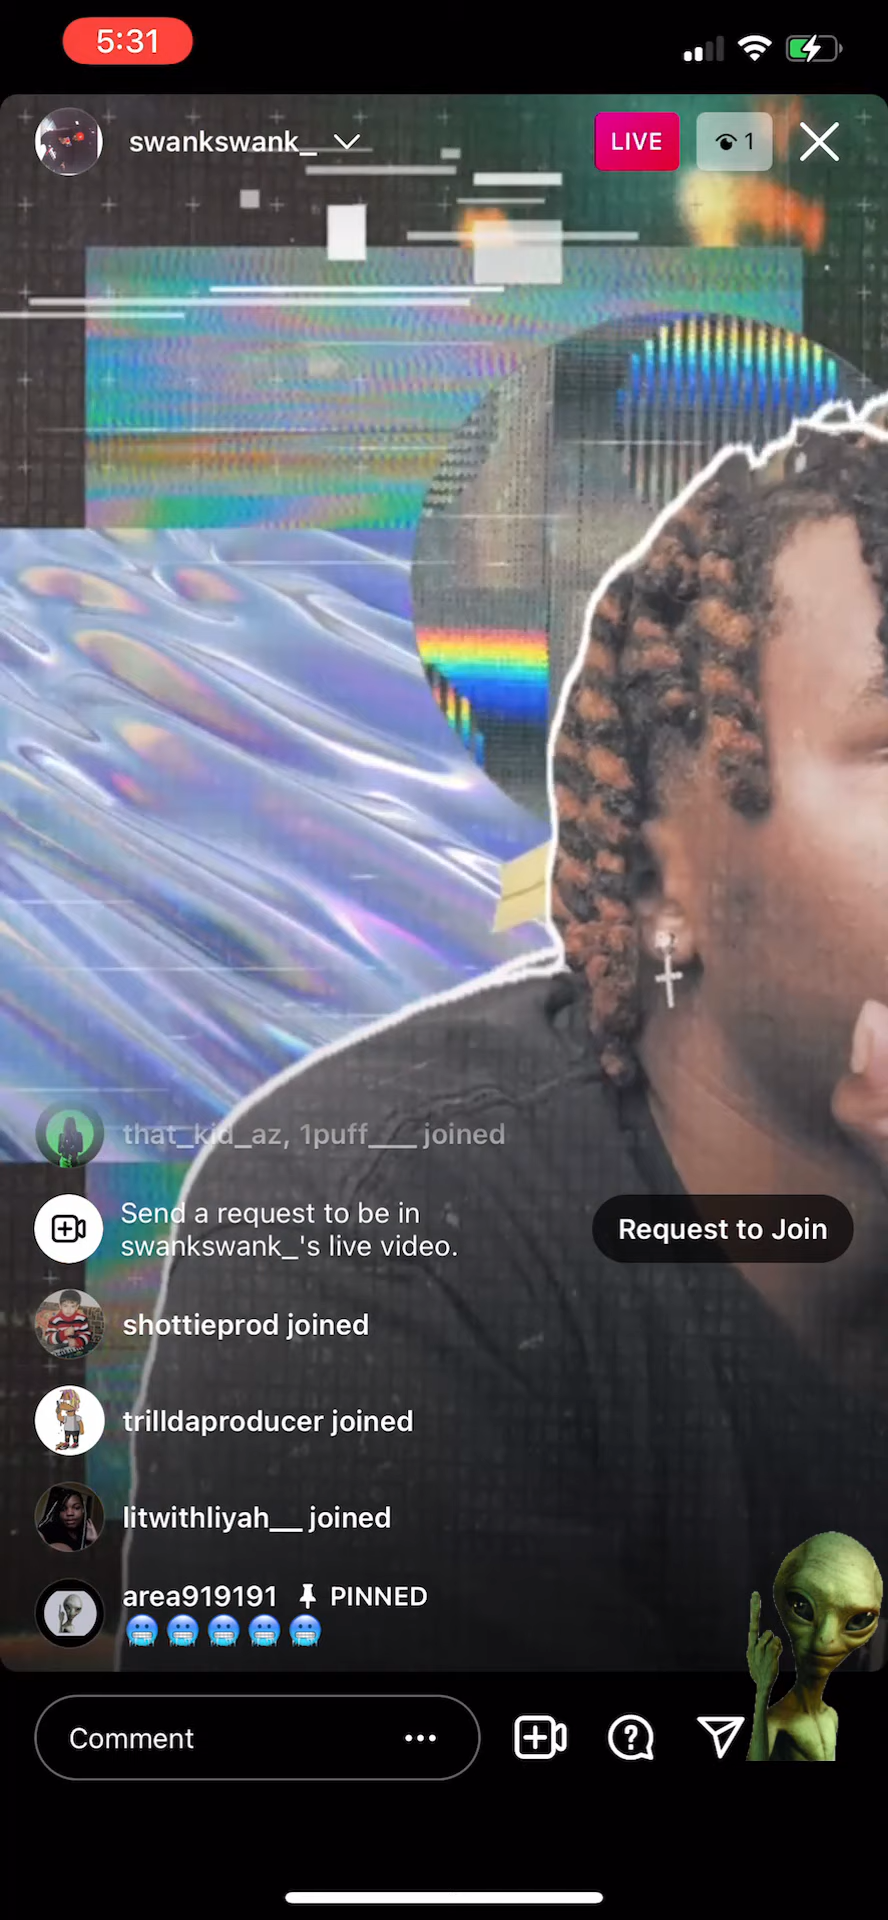 5:31
swankswank_
LIVE
1
that_kid_az, 1puff___ joined
Send a request to be in
swankswank_'s live video.
Request to Join
shottieprod joined
trilldaproducer joined
litwithliyah__ joined
area919191 PINNED
🥶🥶🥶🥶🥶
Comment